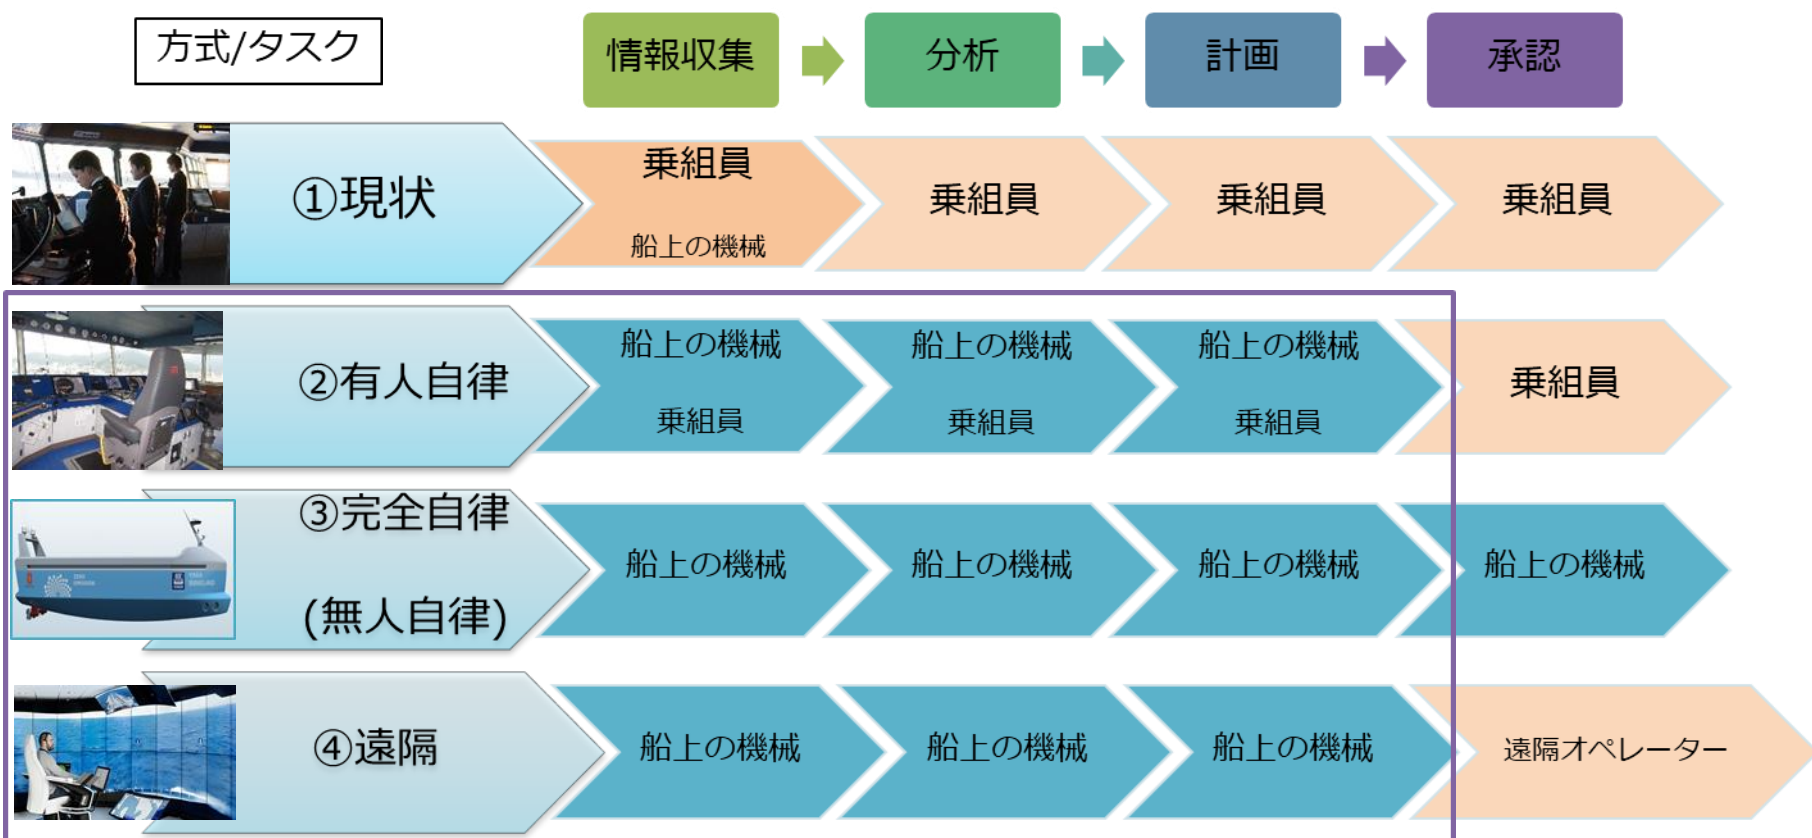 方式/タスク
情報収集
分析
計画
承認
①現状
乗組員
船上の機械
乗組員
乗組員
乗組員
②有人自律
船上の機械
乗組員
船上の機械
乗組員
船上の機械
乗組員
乗組員
③完全自律
(無人自律)
船上の機械
船上の機械
船上の機械
船上の機械
④遠隔
船上の機械
船上の機械
船上の機械
遠隔オペレーター